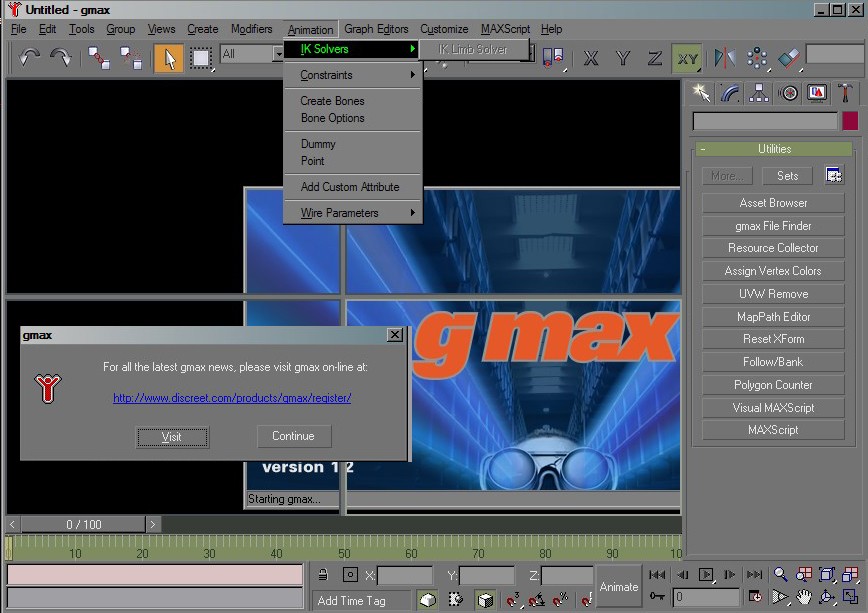 Untitled - gmax
File Edit Tools Group Views Create Modifiers Animation Graph Editors Customize MAXScript Help
All
IK Solvers
IK Limb Solver
X Y Z XY
Constraints
Create Bones
Bone Options
Dummy
Point
Add Custom Attribute
Wire Parameters
Utilities
More... Sets
Asset Browser
gmax File Finder
Resource Collector
Assign Vertex Colors
UVW Remove
MapPath Editor
Reset XForm
Follow/Bank
Polygon Counter
Visual MAXScript
MAXScript
gmax
gmax
For all the latest gmax news, please visit gmax on-line at:
http://www.discreet.com/products/gmax/register/
Visit Continue
version 1.2
Starting gmax...
0 / 100
10 20 30 40 50 60 70 80 90 10
X: Y: Z:
Animate
0
Add Time Tag
3 %